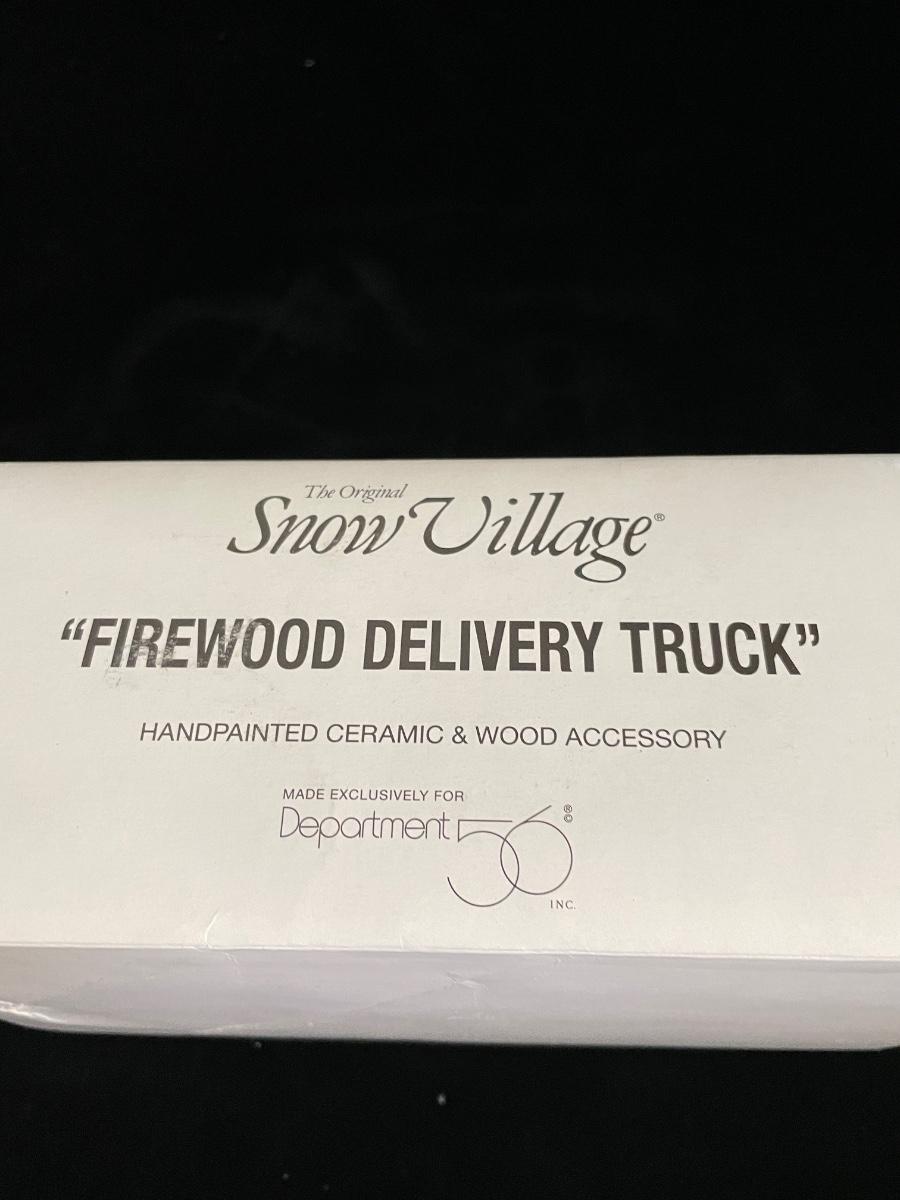 The Original
Snow Village®
“FIREWOOD DELIVERY TRUCK”
HANDPAINTED CERAMIC & WOOD ACCESSORY
MADE EXCLUSIVELY FOR
Department 56 ®©
INC.